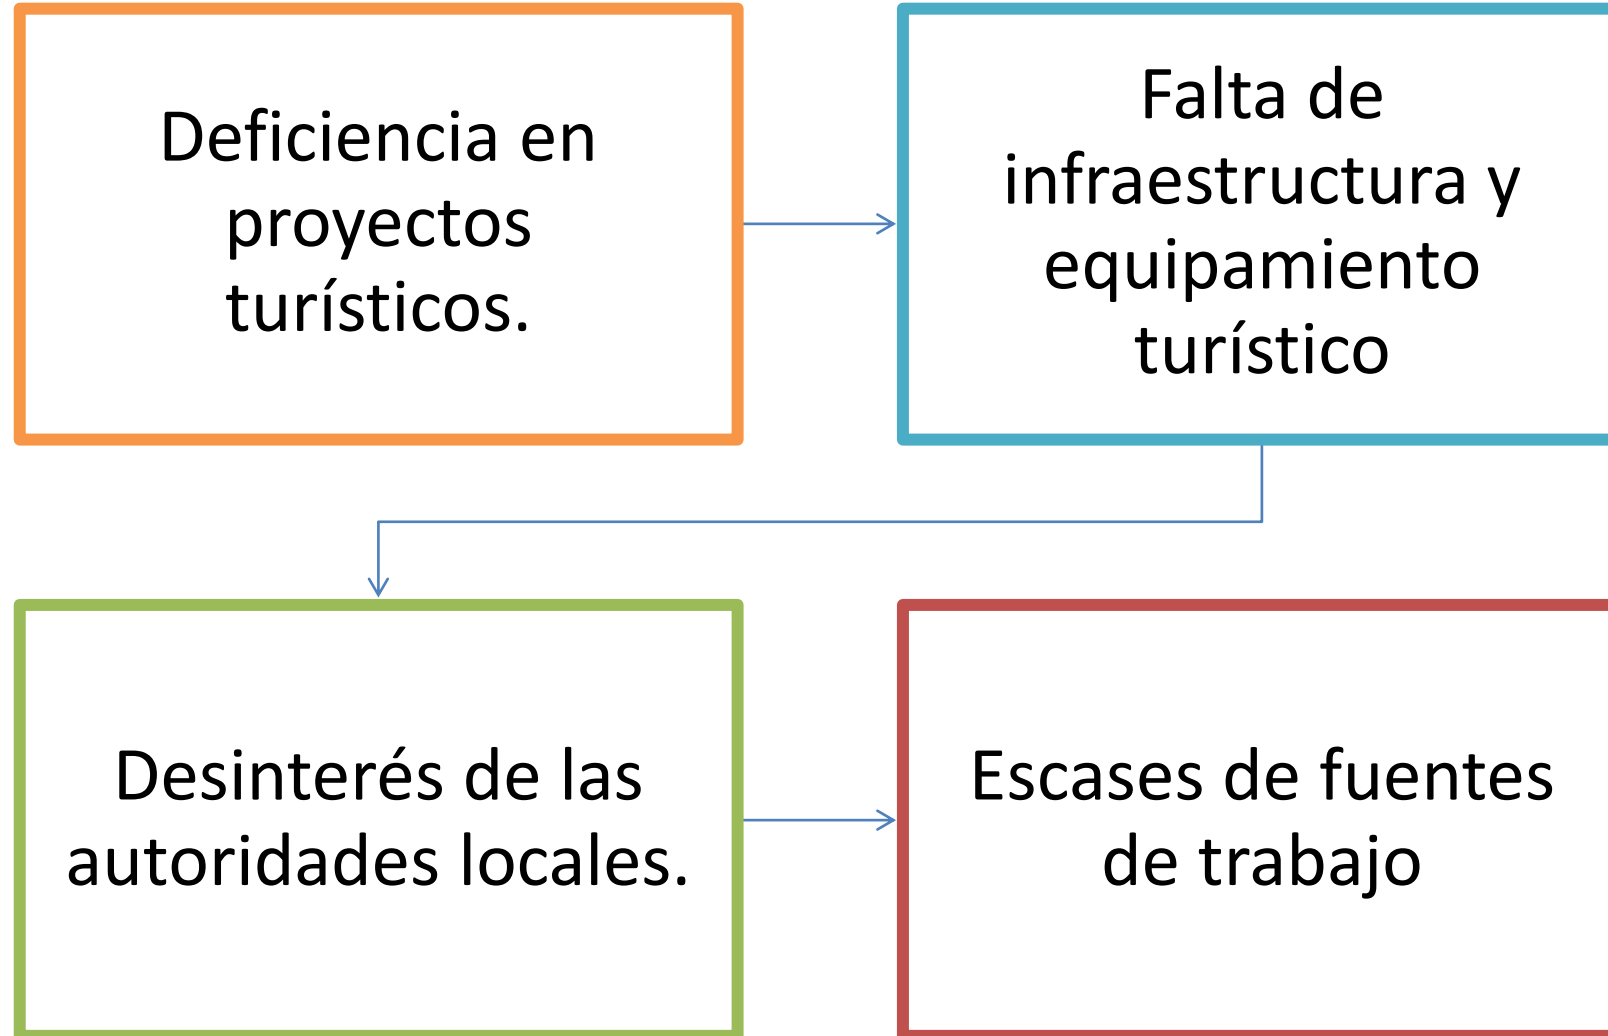 Deficiencia en
proyectos
turísticos.
Falta de
infraestructura y
equipamiento
turístico
Desinterés de las
autoridades locales.
Escases de fuentes
de trabajo